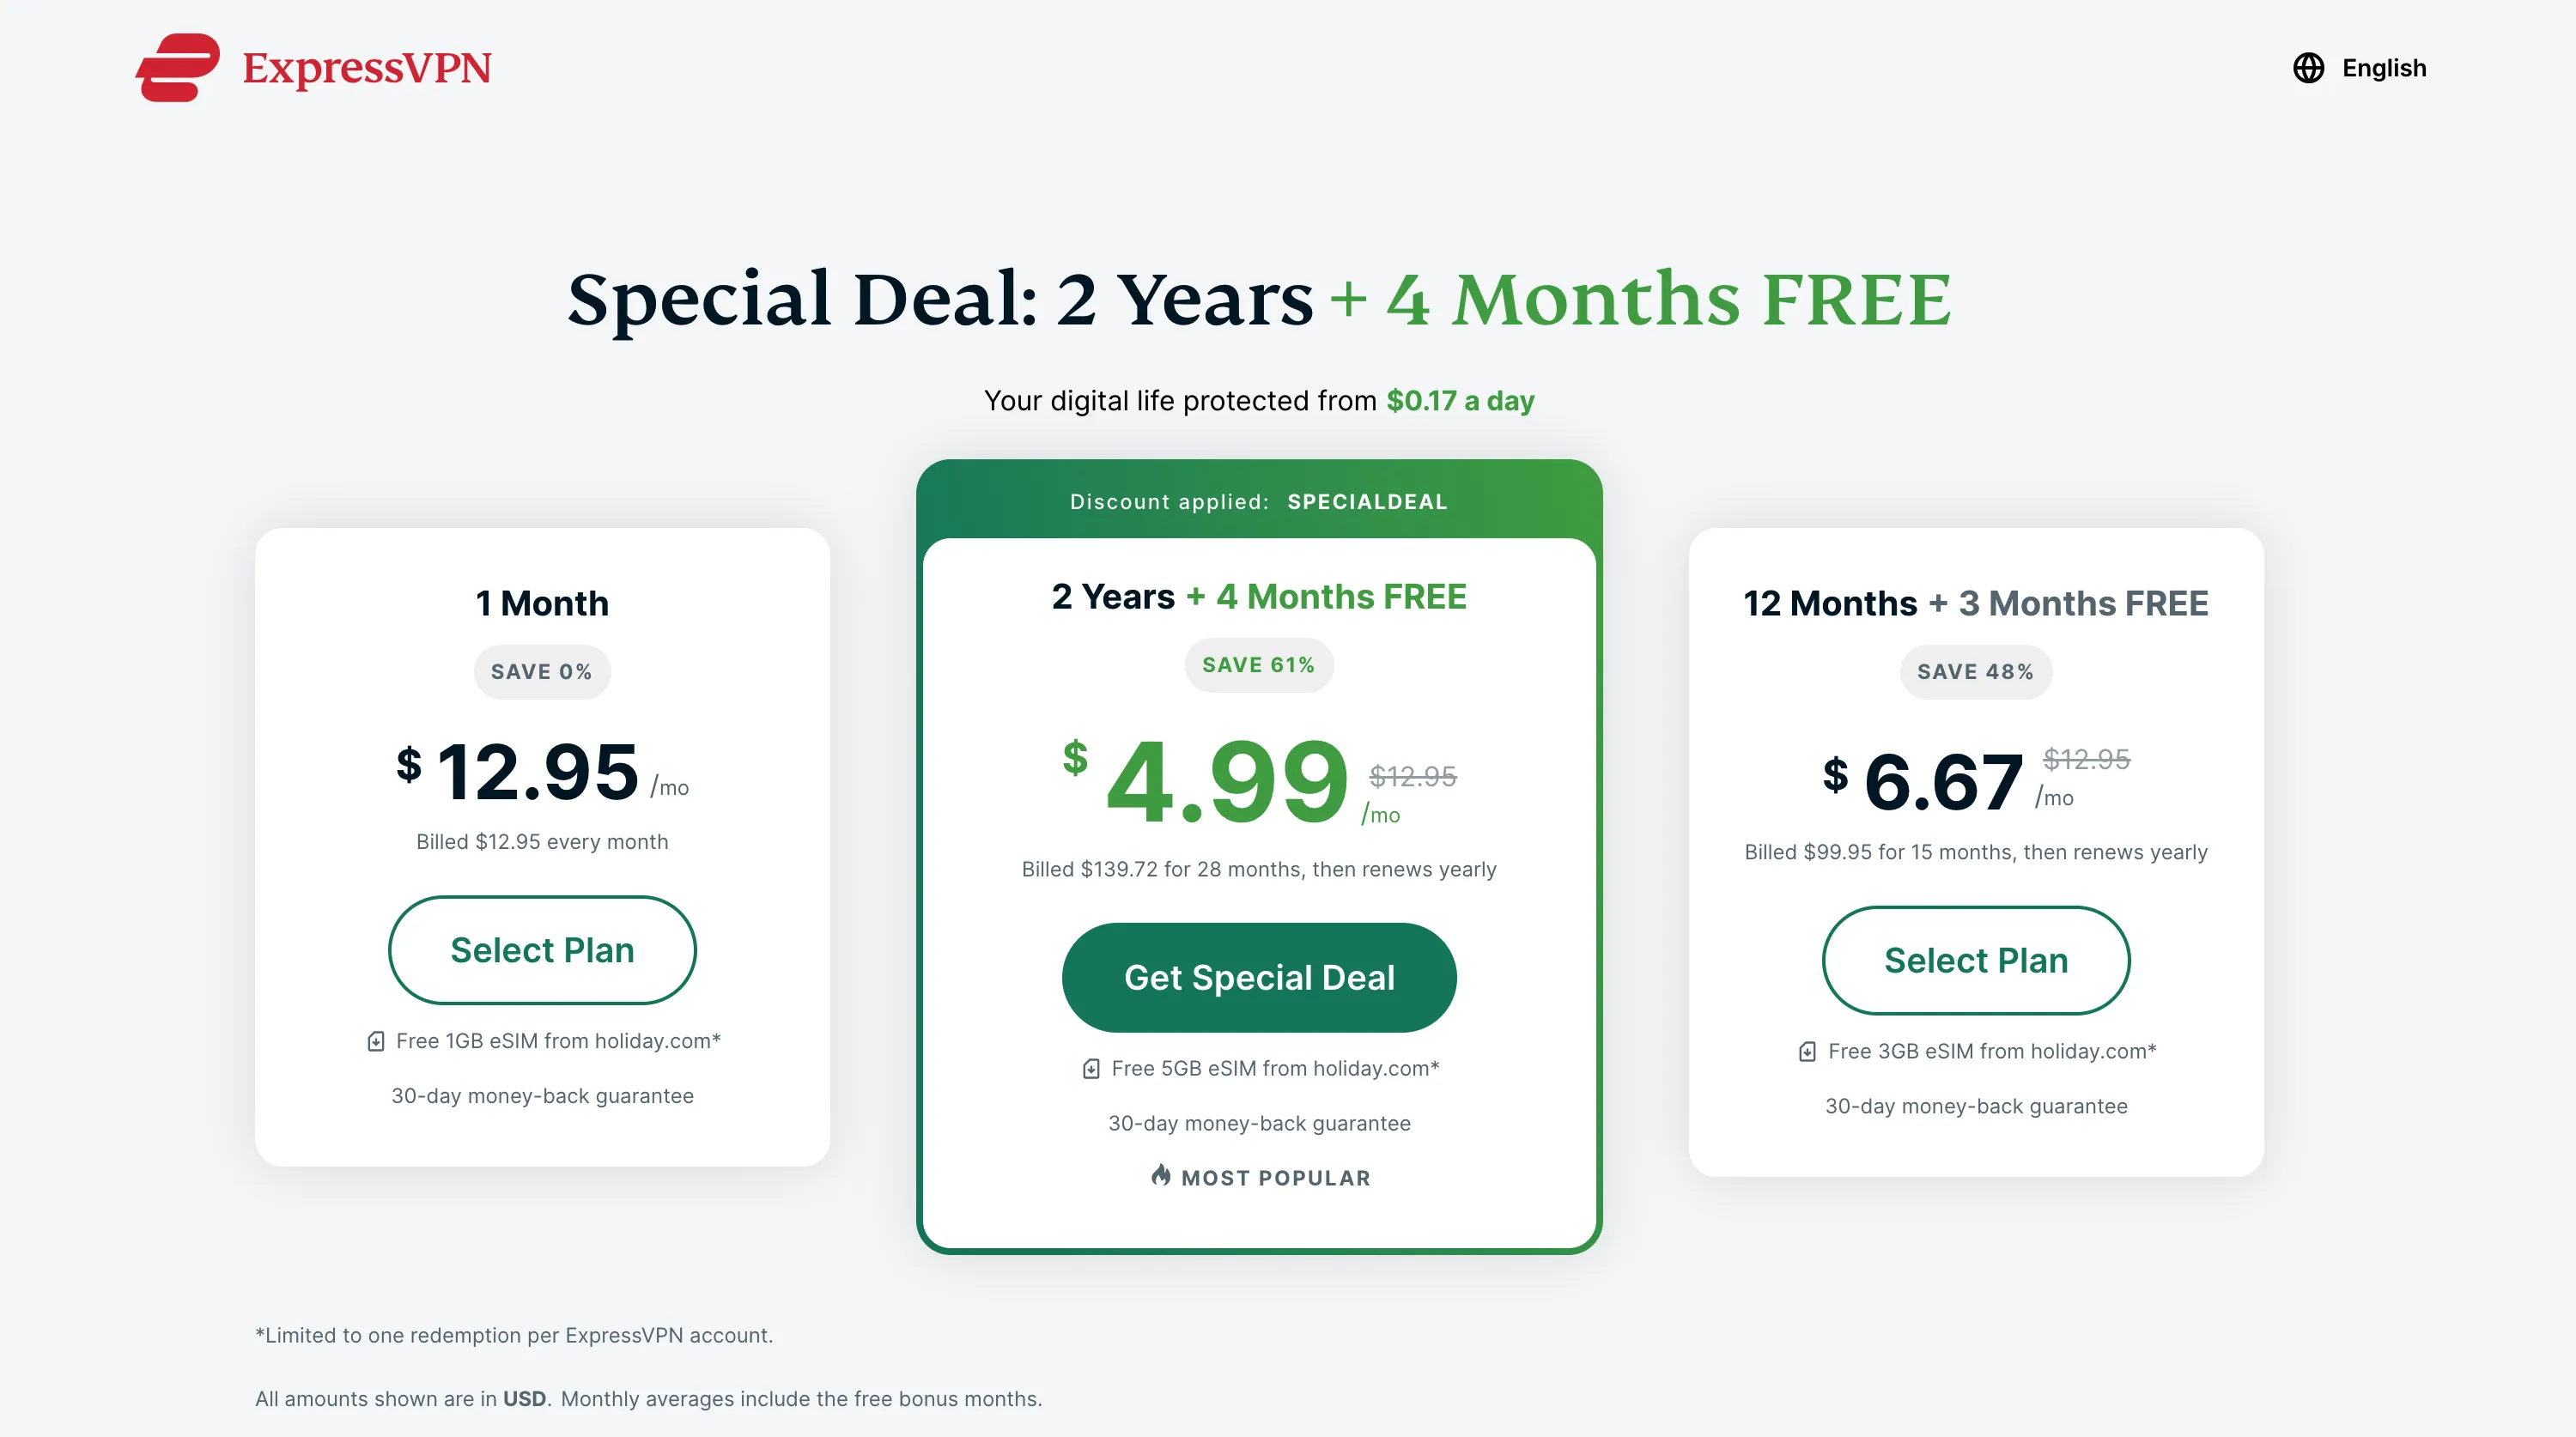 ExpressVPN
English
Special Deal: 2 Years + 4 Months FREE
Your digital life protected from $0.17 a day
1 Month
SAVE 0%
$ 12.95 /mo
Billed $12.95 every month
Select Plan
Free 1GB eSIM from holiday.com*
30-day money-back guarantee
Discount applied: SPECIALDEAL
2 Years + 4 Months FREE
SAVE 61%
$ 4.99 $12.95 /mo
Billed $139.72 for 28 months, then renews yearly
Get Special Deal
Free 5GB eSIM from holiday.com*
30-day money-back guarantee
MOST POPULAR
12 Months + 3 Months FREE
SAVE 48%
$ 6.67 $12.95 /mo
Billed $99.95 for 15 months, then renews yearly
Select Plan
Free 3GB eSIM from holiday.com*
30-day money-back guarantee
*Limited to one redemption per ExpressVPN account.
All amounts shown are in USD. Monthly averages include the free bonus months.